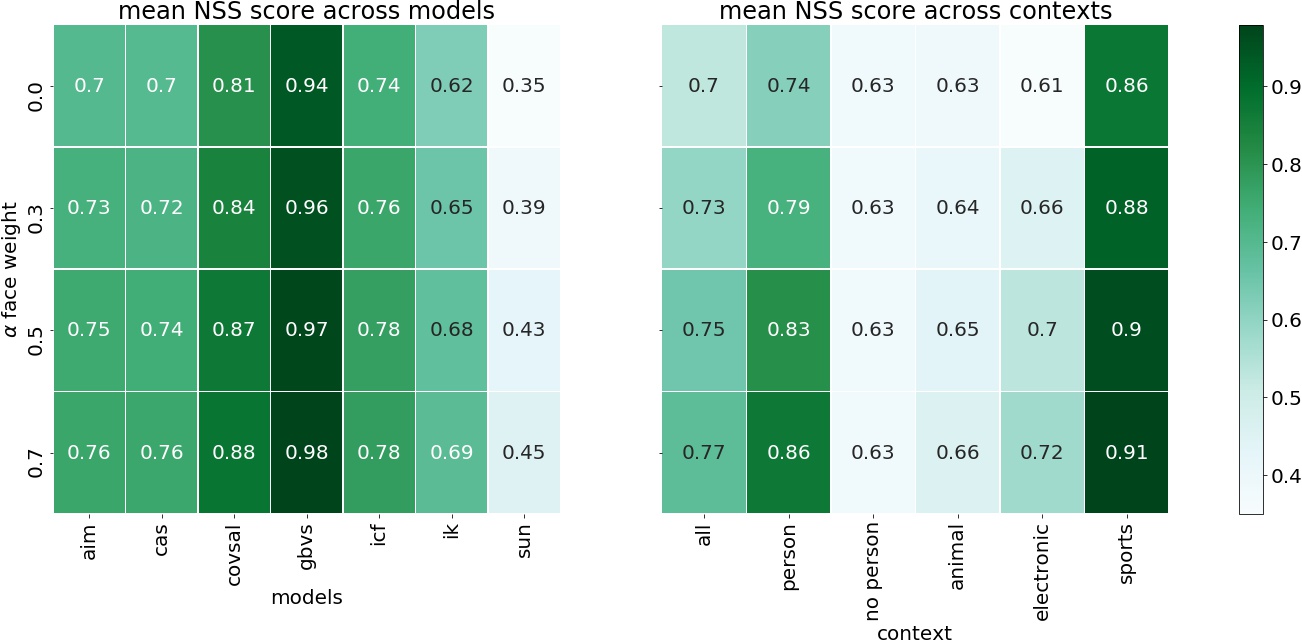 mean NSS score across models
mean NSS score across contexts
α face weight
0.0
0.7 0.7 0.81 0.94 0.74 0.62 0.35
0.7 0.74 0.63 0.63 0.61 0.86
0.3
0.73 0.72 0.84 0.96 0.76 0.65 0.39
0.73 0.79 0.63 0.64 0.66 0.88
0.5
0.75 0.74 0.87 0.97 0.78 0.68 0.43
0.75 0.83 0.63 0.65 0.7 0.9
0.7
0.76 0.76 0.88 0.98 0.78 0.69 0.45
0.77 0.86 0.63 0.66 0.72 0.91
aim cas covsal gbvs icf ik sun
models
all person no person animal electronic sports
context
0.9
0.8
0.7
0.6
0.5
0.4